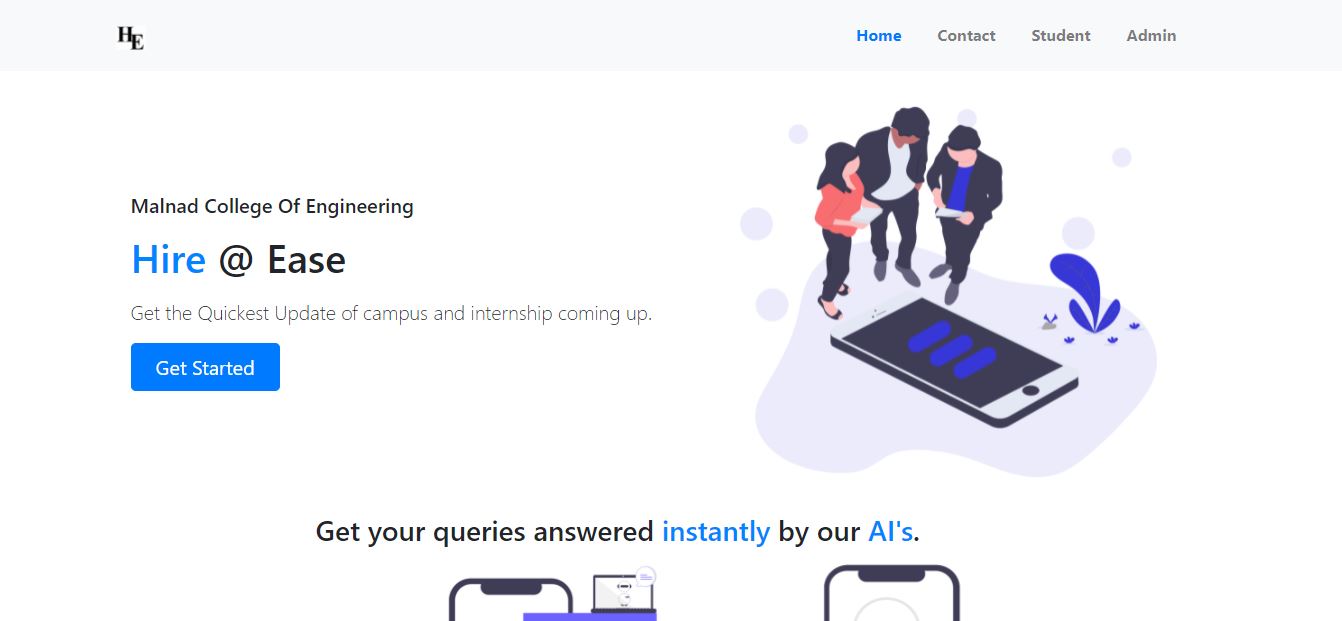 HE
Home Contact Student Admin
Malnad College Of Engineering
Hire @ Ease
Get the Quickest Update of campus and internship coming up.
Get Started
Get your queries answered instantly by our AI's.